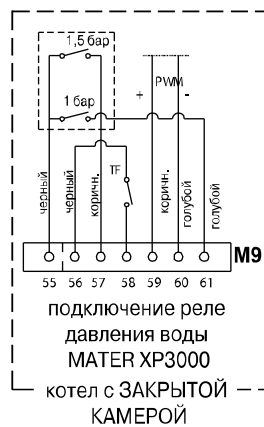 1,5 бар
PWM
+ -
1 бар
TF
черный
черный
коричн.
коричн.
голубой
голубой
M9
55 56 57 58 59 60 61
подключение реле
давления воды
MATER XP3000
котел с ЗАКРЫТОЙ
КАМЕРОЙ